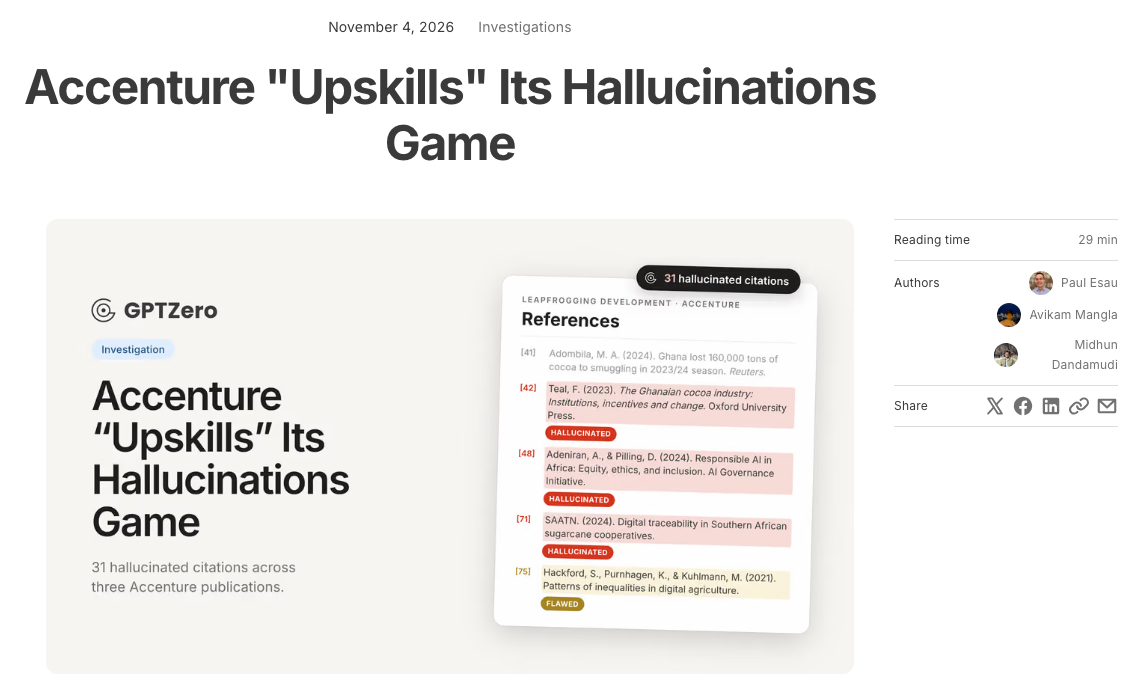 November 4, 2026 Investigations
Accenture "Upskills" Its Hallucinations
Game
GPTZero
Investigation
Accenture
“Upskills” Its
Hallucinations
Game
31 hallucinated citations across
three Accenture publications.
31 hallucinated citations
LEAPFROGGING DEVELOPMENT · ACCENTURE
References
[41] Adombila, M. A. (2024). Ghana lost 160,000 tons of
cocoa to smuggling in 2023/24 season. Reuters.
[42] Teal, F. (2023). The Ghanaian cocoa industry:
Institutions, incentives and change. Oxford University
Press.
HALLUCINATED
[48] Adeniran, A., & Pilling, D. (2024). Responsible AI in
Africa: Equity, ethics, and inclusion. AI Governance
Initiative.
HALLUCINATED
[71] SAATN. (2024). Digital traceability in Southern African
sugarcane cooperatives.
HALLUCINATED
[75] Hackford, S., Purnhagen, K., & Kuhlmann, M. (2021).
Patterns of inequalities in digital agriculture.
FLAWED
Reading time 29 min
Authors Paul Esau
Avikam Mangla
Midhun
Dandamudi
Share